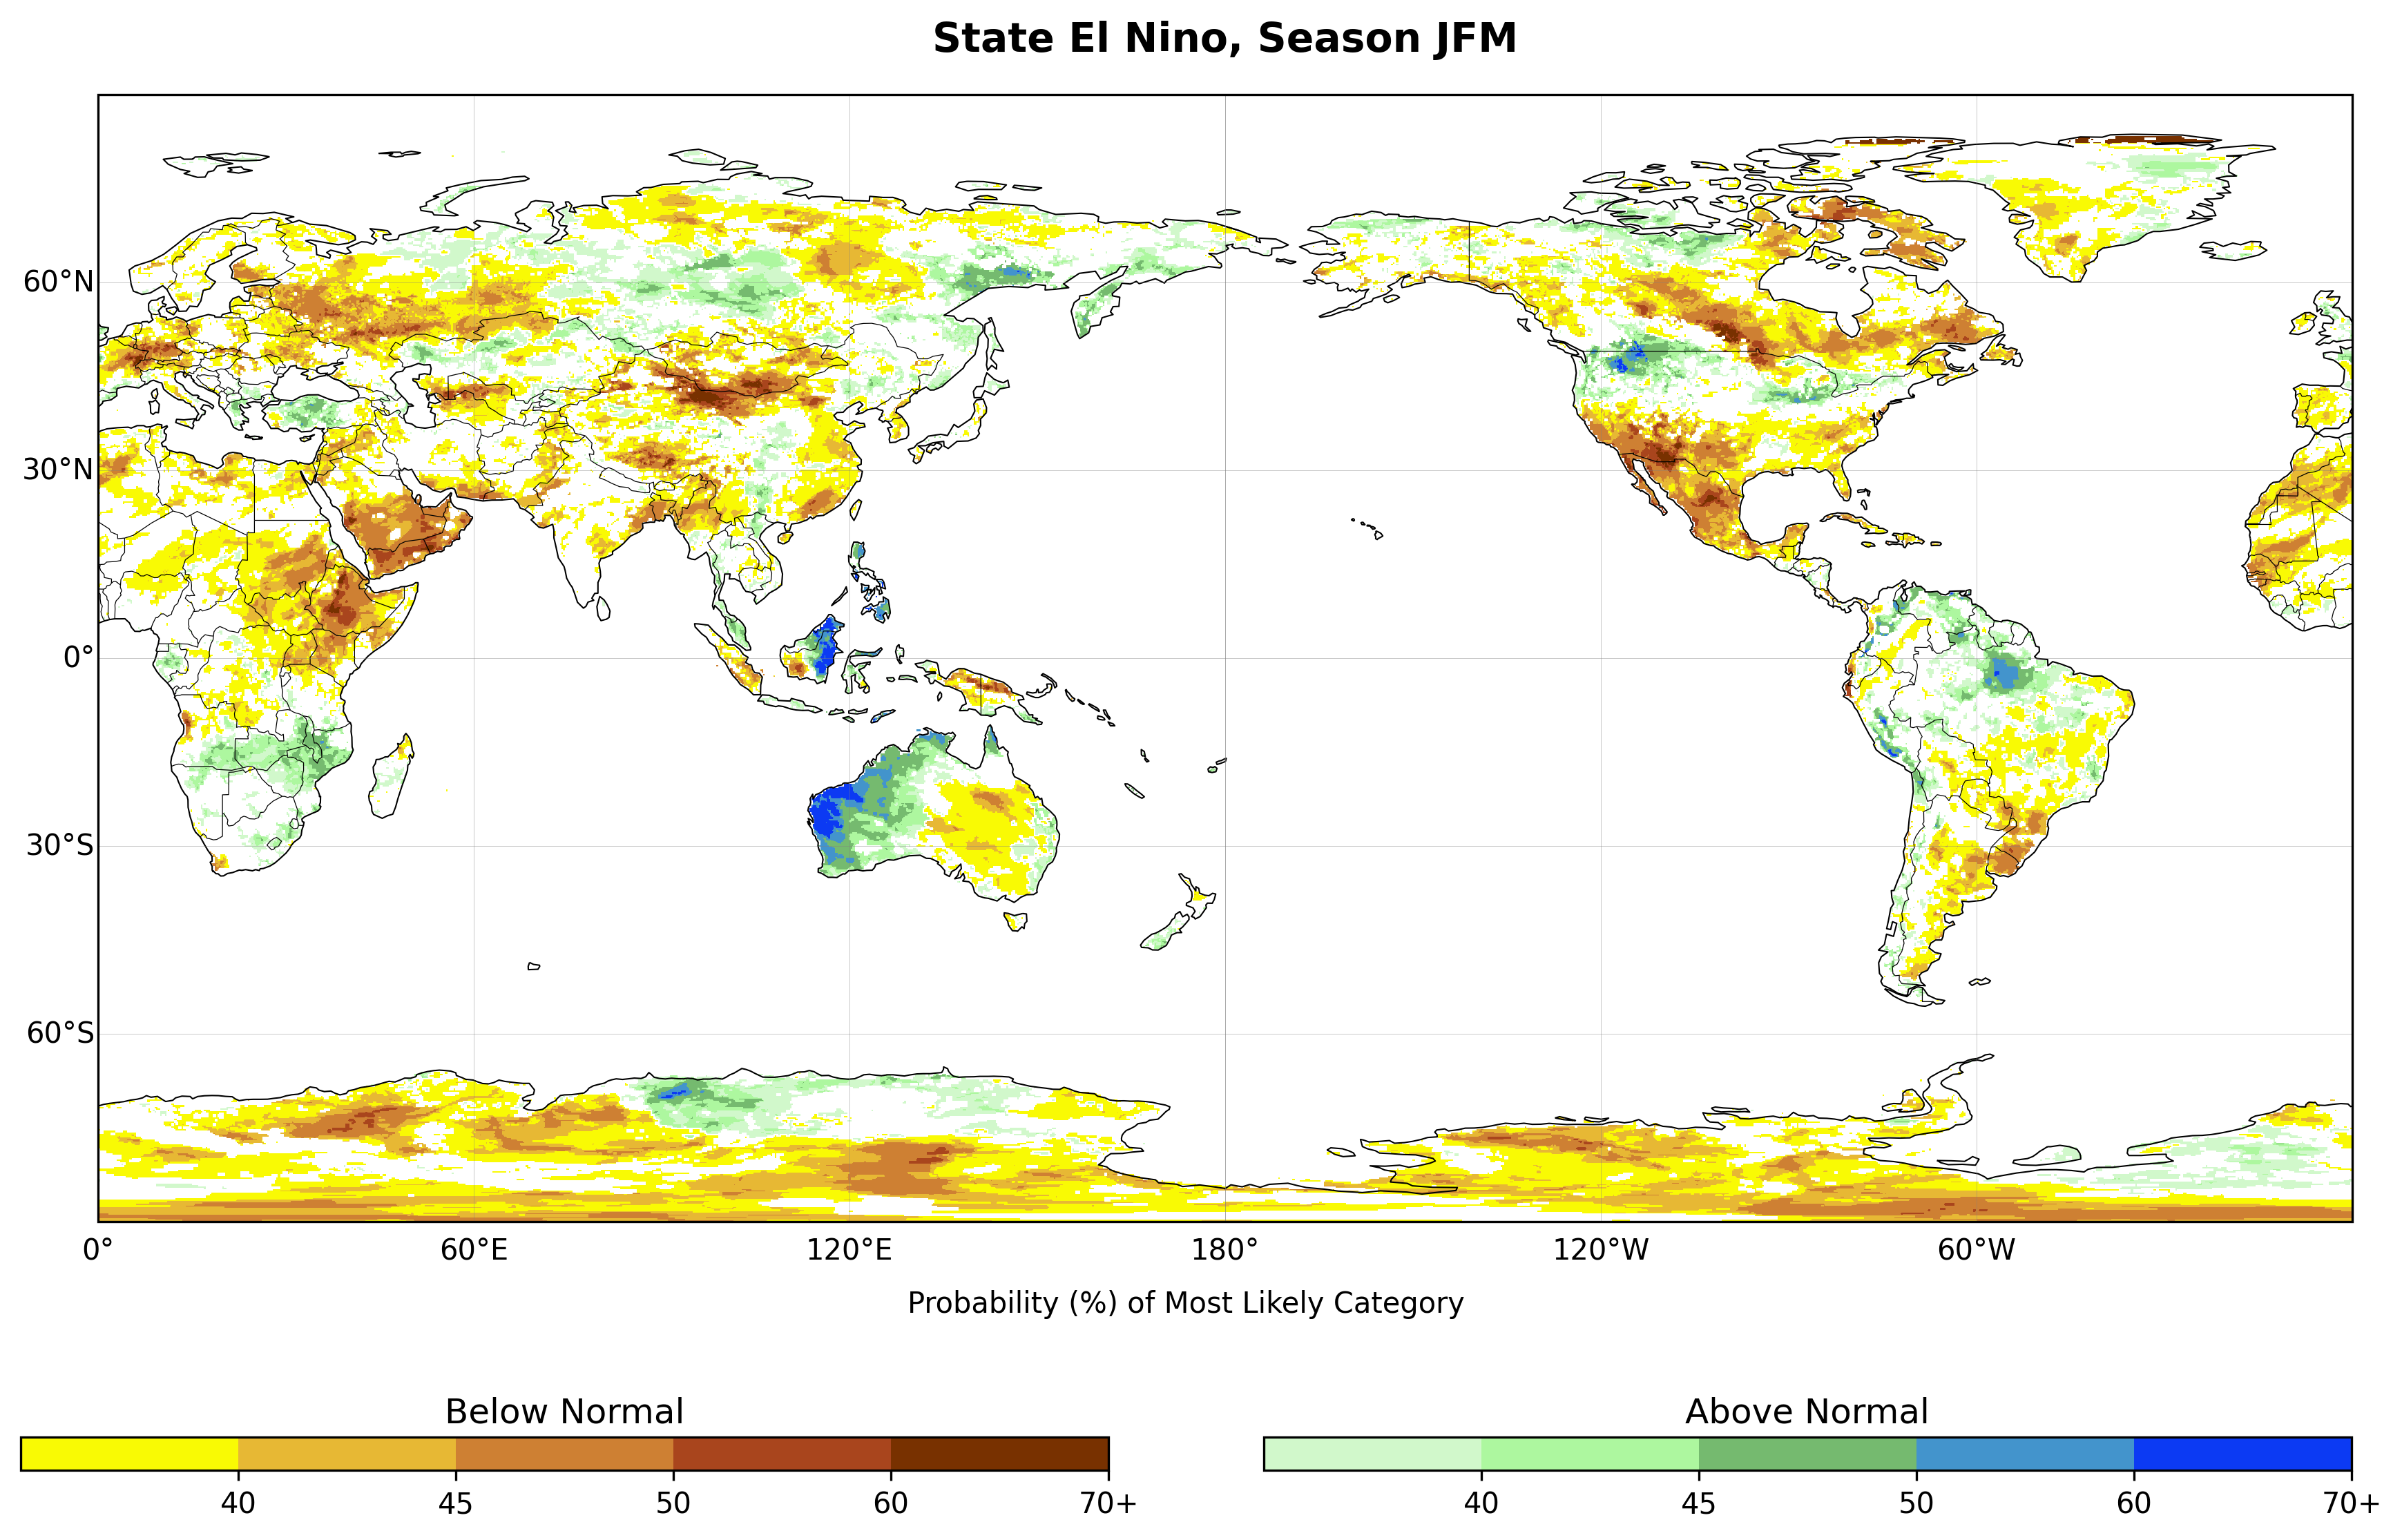 State El Nino, Season JFM
60°N
30°N
0°
30°S
60°S
0° 60°E 120°E 180° 120°W 60°W
Probability (%) of Most Likely Category
Below Normal Above Normal
40 45 50 60 70+ 40 45 50 60 70+